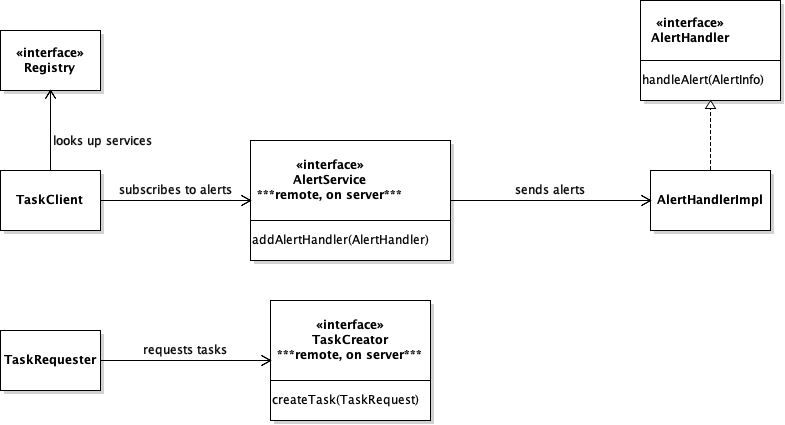 «interface»
AlertHandler
handleAlert(AlertInfo)
«interface»
Registry
looks up services
TaskClient
subscribes to alerts
«interface»
AlertService
***remote, on server***
addAlertHandler(AlertHandler)
sends alerts
AlertHandlerImpl
TaskRequester
requests tasks
«interface»
TaskCreator
***remote, on server***
createTask(TaskRequest)